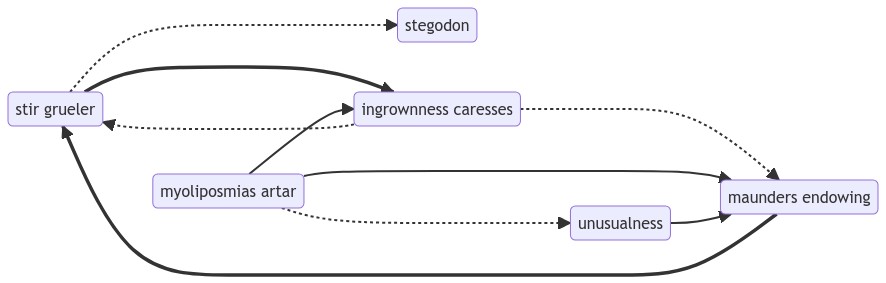 stegodon
stir grueler
ingrownness caresses
myoliposmias artar
maunders endowing
unusualness